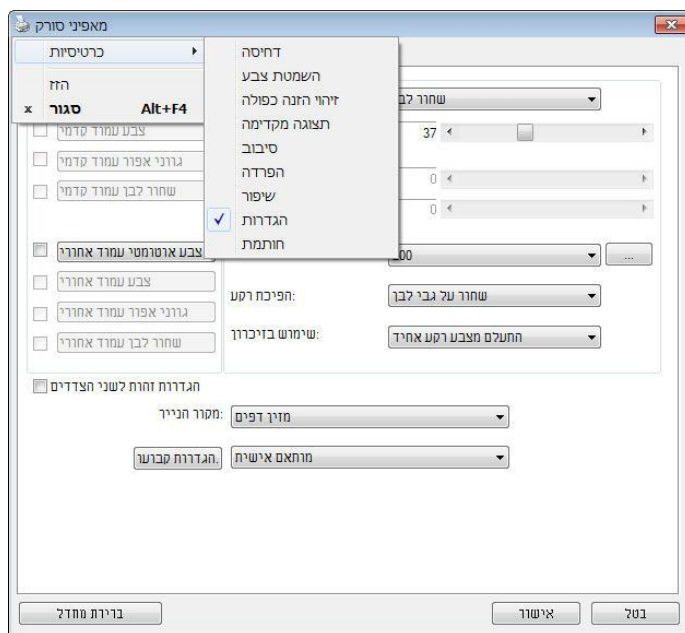 מאפיני סורק
כרטיסיות
הזז
סגור Alt+F4
x
דחיסה
השמטת צבע
זיהוי הזנה כפולה
תצוגה מקדימה
סיבוב
הפרדה
שיפור
הגדרות
חותמת
שחור לבן
37
צבע עמוד קדמי
גרוני אפור עמוד קדמי
0
שחור לבן עמוד קדמי
0
צבע אוטומטי עמוד אחורי
...
צבע עמוד אחורי
הפיכת רקע:
שחור על גבי לבן
גרוני אפור עמוד אחורי
שימוש בזיכרון:
התעלם מצבע רקע אחיד
שחור לבן עמוד אחורי
הגדרות זהות לשני הצדדים
מקור הנייר:
מזין דפים
הגדרות קבועו.
מותאם אישית
ברירת מחדל
אישור
בטל